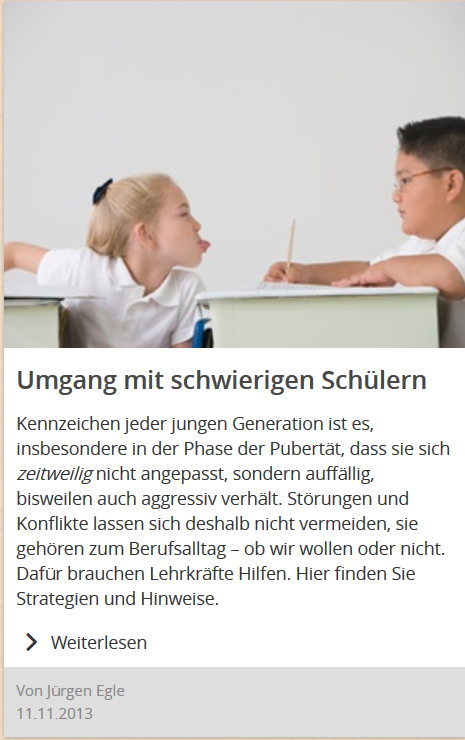 Umgang mit schwierigen Schülern
Kennzeichen jeder jungen Generation ist es,
insbesondere in der Phase der Pubertät, dass sie sich
zeitweilig nicht angepasst, sondern auffällig,
bisweilen auch aggressiv verhält. Störungen und
Konflikte lassen sich deshalb nicht vermeiden, sie
gehören zum Berufsalltag – ob wir wollen oder nicht.
Dafür brauchen Lehrkräfte Hilfen. Hier finden Sie
Strategien und Hinweise.
Weiterlesen
Von Jürgen Egle
11.11.2013